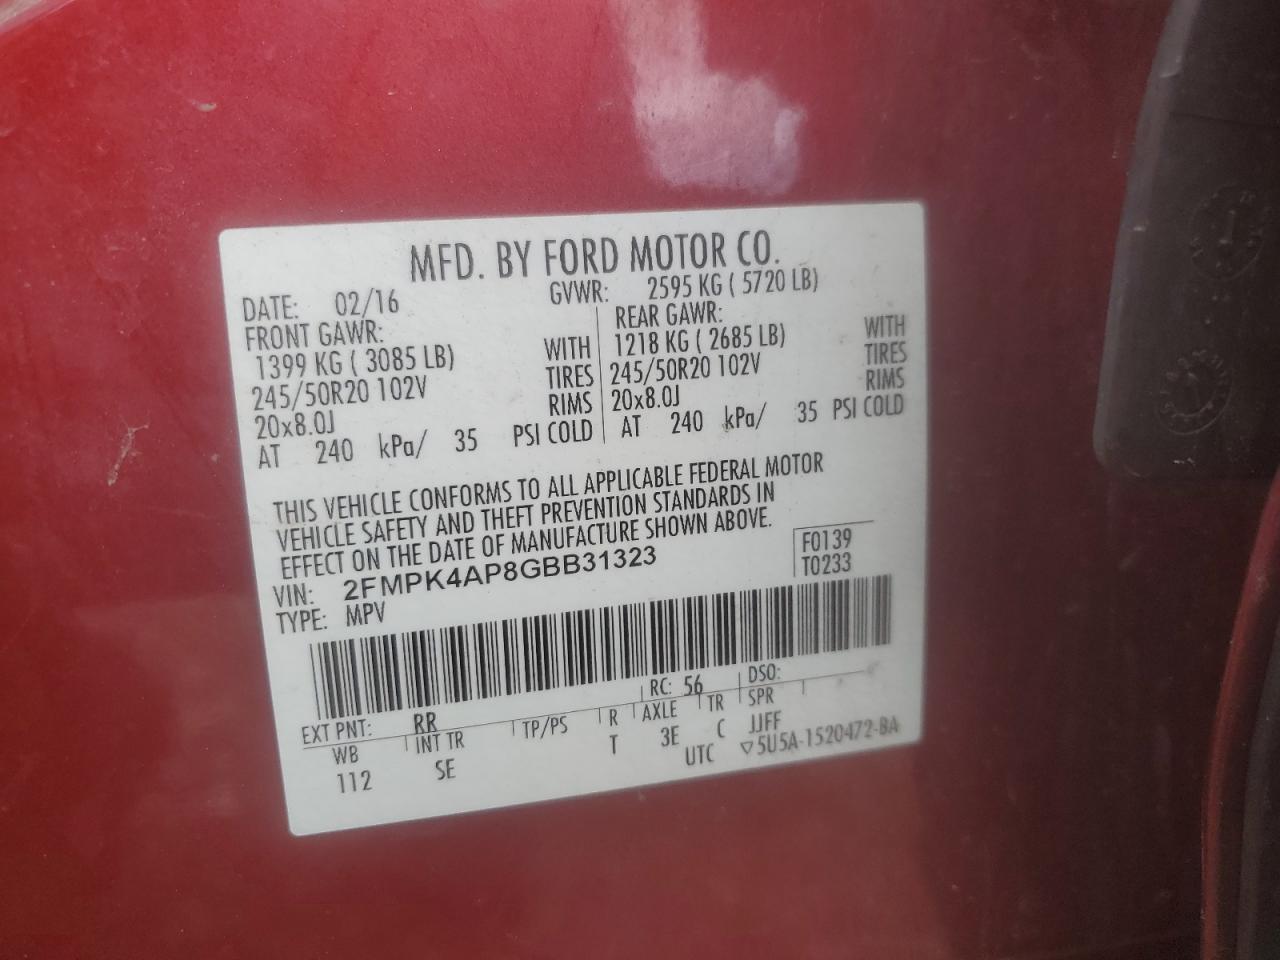 MFD. BY FORD MOTOR CO.
DATE: 02/16 GVWR: 2595 KG ( 5720 LB)
FRONT GAWR:
1399 KG ( 3085 LB) WITH
245/50R20 102V TIRES
20x8.0J RIMS
AT 240 kPa/ 35 PSI COLD
REAR GAWR:
1218 KG ( 2685 LB) WITH
245/50R20 102V TIRES
20x8.0J RIMS
AT 240 kPa/ 35 PSI COLD
THIS VEHICLE CONFORMS TO ALL APPLICABLE FEDERAL MOTOR
VEHICLE SAFETY AND THEFT PREVENTION STANDARDS IN
EFFECT ON THE DATE OF MANUFACTURE SHOWN ABOVE.
VIN: 2FMPK4AP8GBB31323
TYPE: MPV
F0139
T0233
EXT PNT: RR RC: 56 DSO:
WB INT TR TP/PS R AXLE TR SPR
112 SE T 3E C JJFF
UTC ▽5U5A-1520472-BA